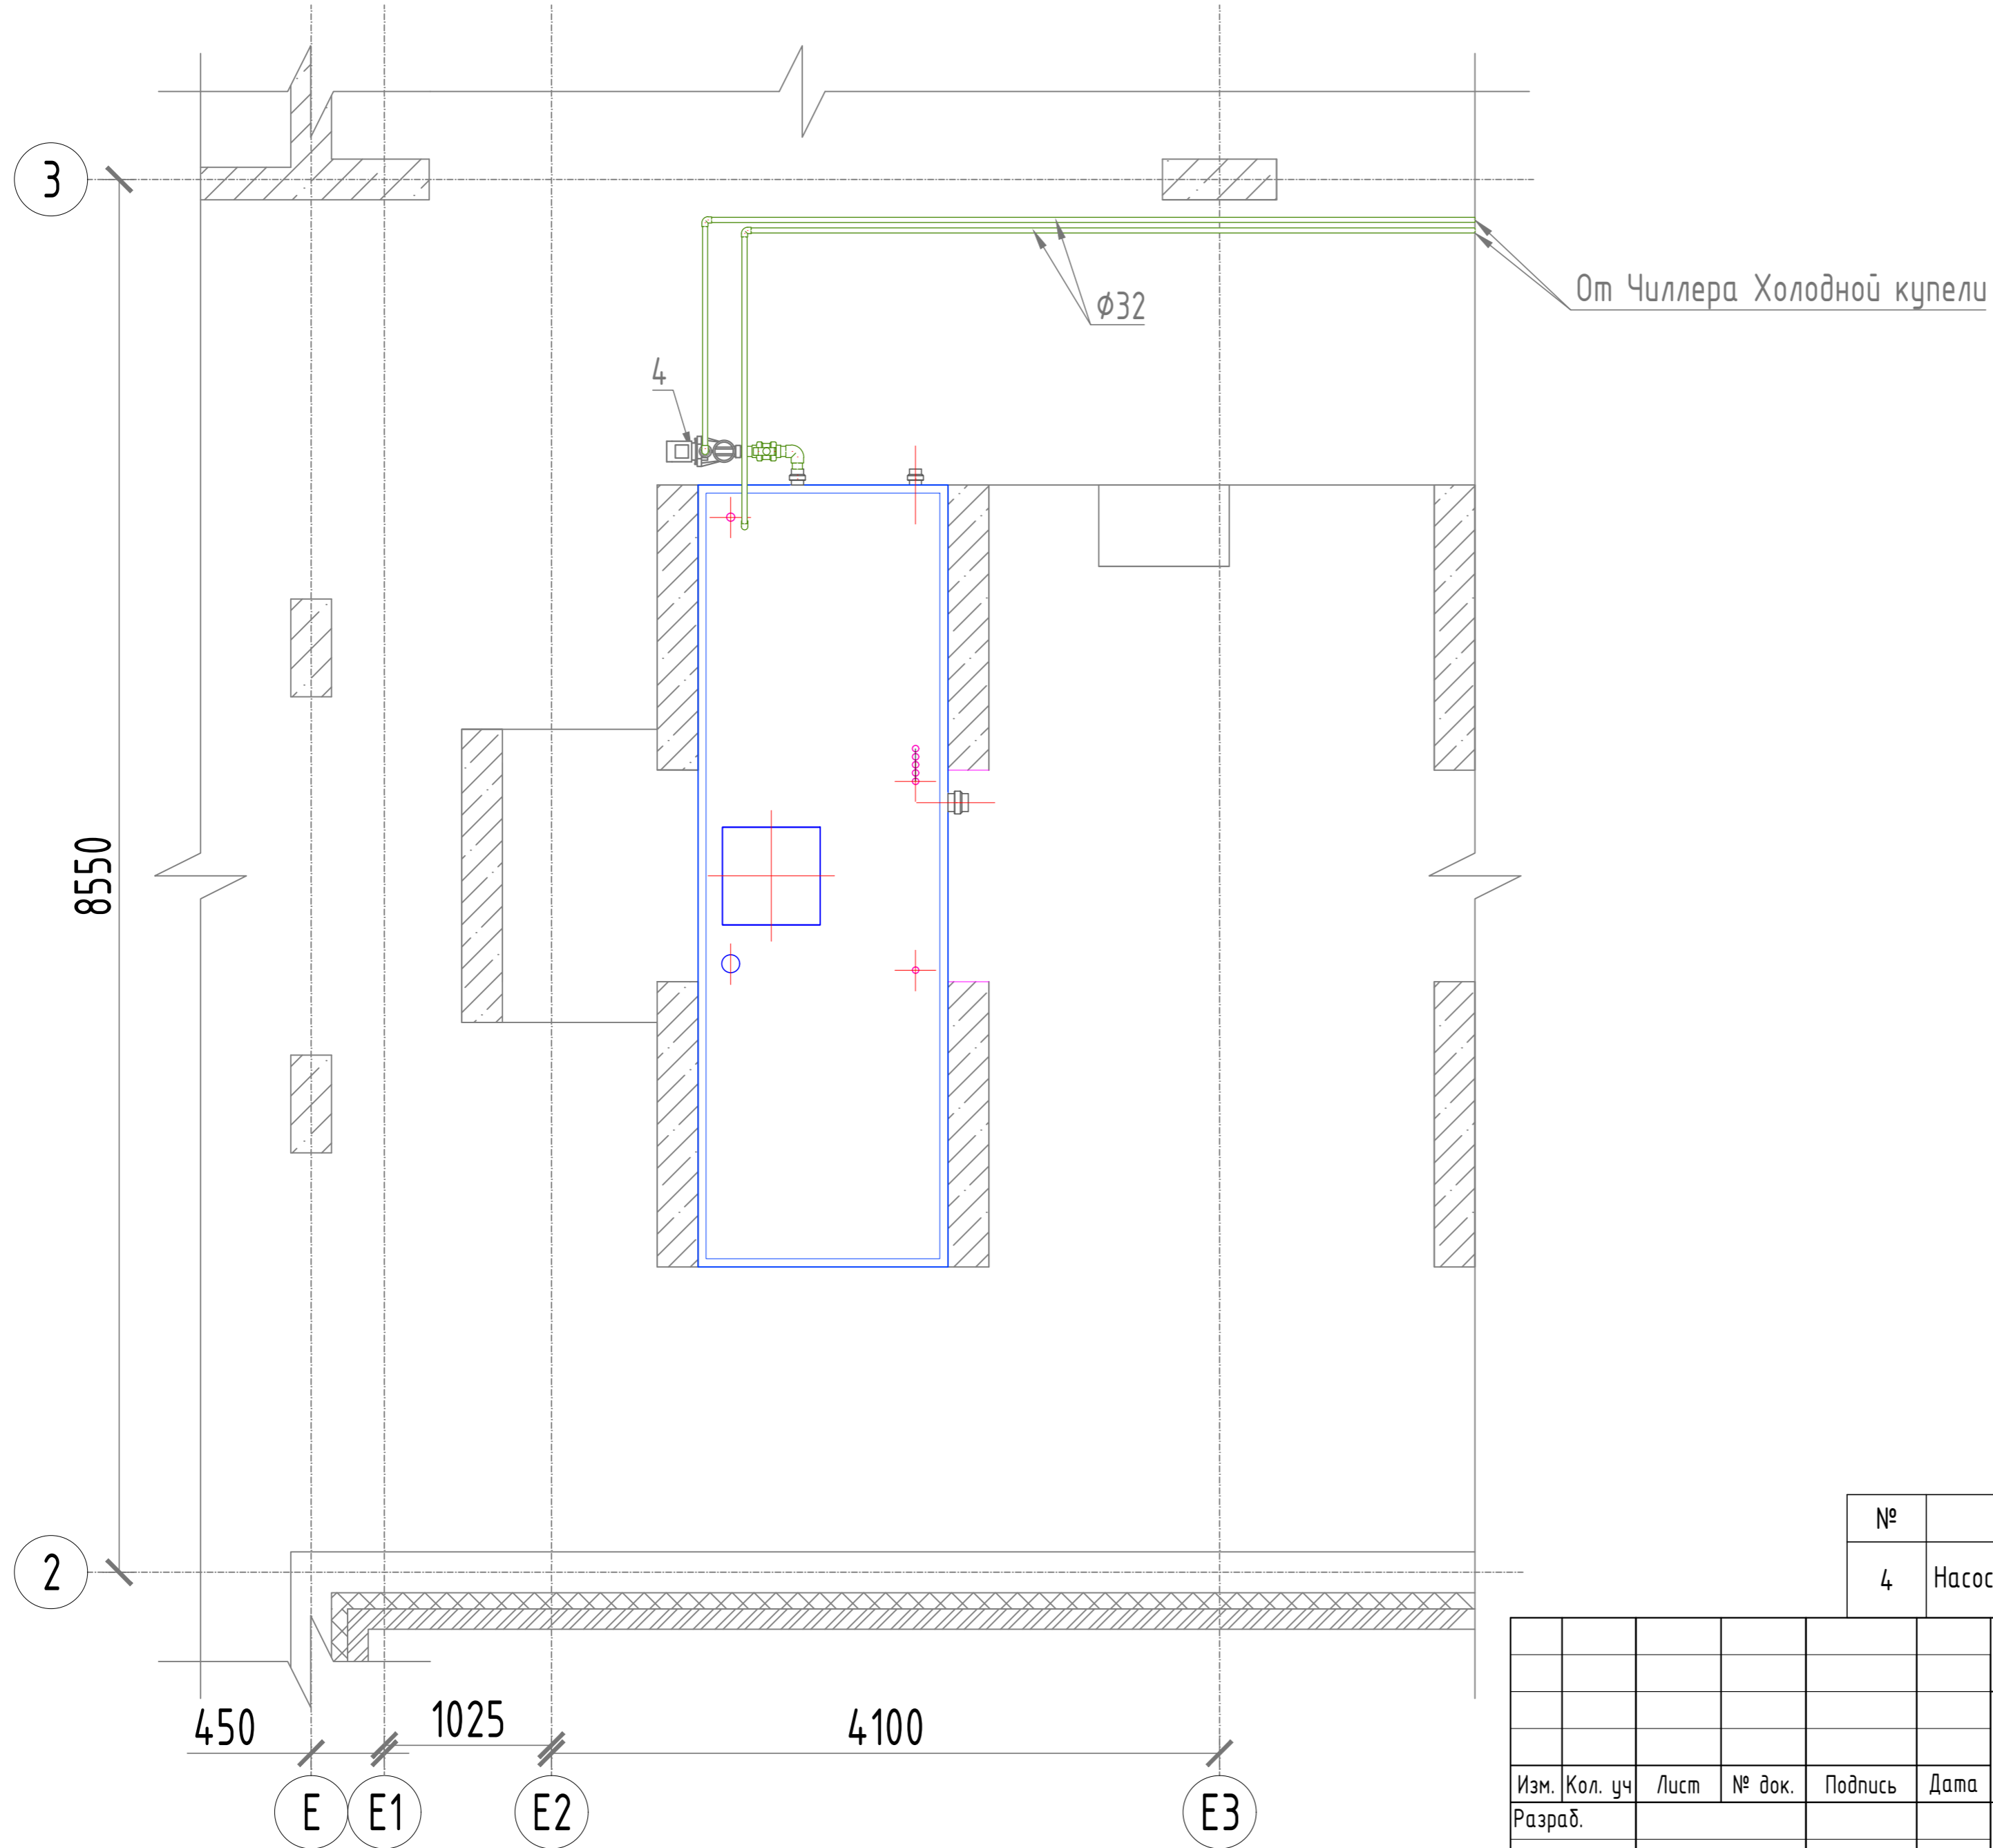 3
От Чиллера Холодной купели
ϕ32
4
8550
№
2
4 Насос
450
1025
4100
Изм. Кол. уч Лист № док. Подпись Дата
Разраб.
Е Е1 Е2 Е3